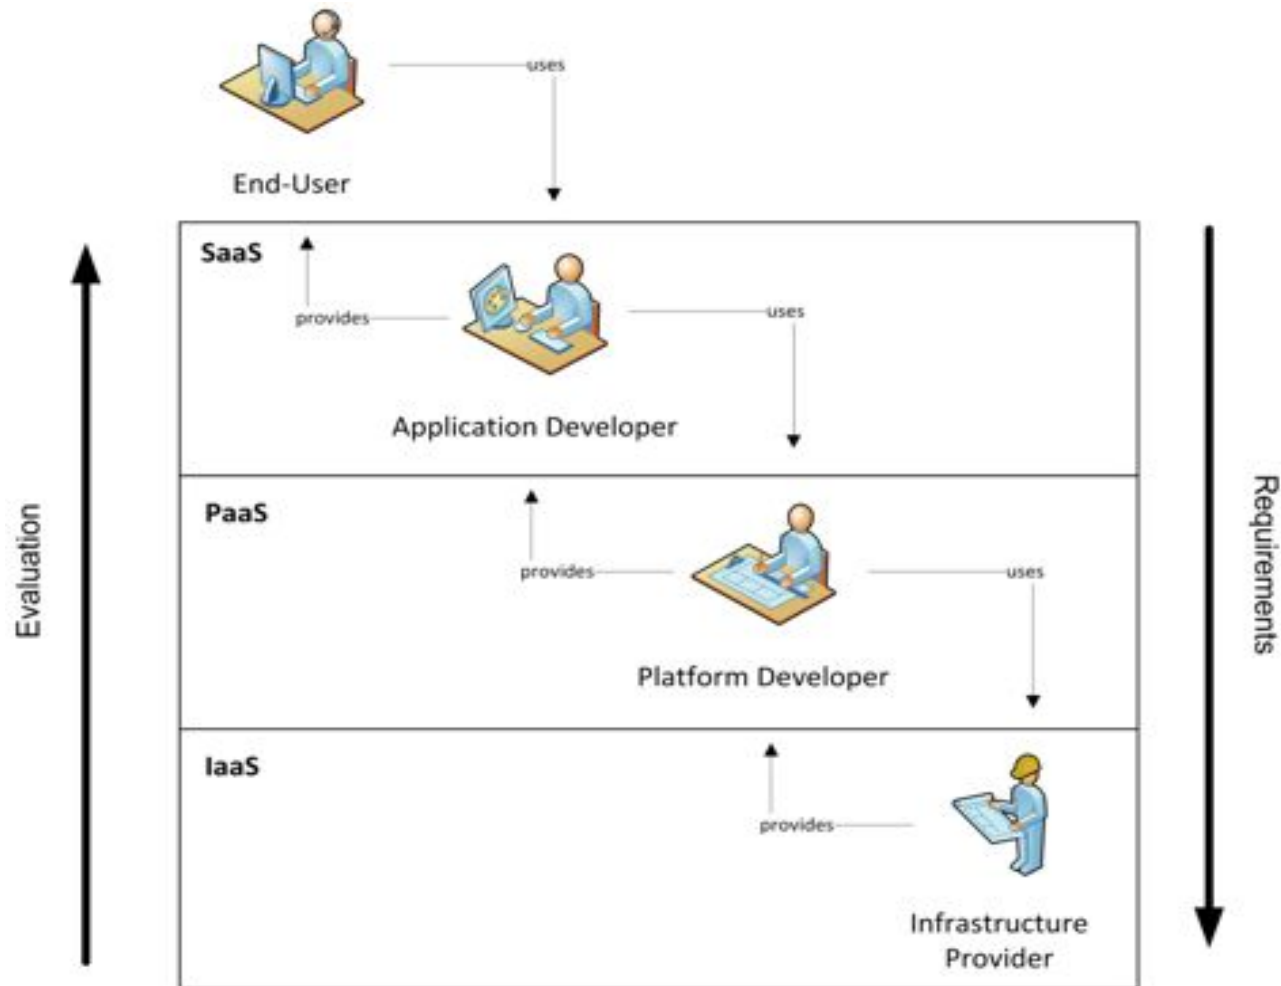 uses
End-User
SaaS
provides
uses
Application Developer
PaaS
provides
uses
Platform Developer
IaaS
provides
Infrastructure
Provider
Evaluation
Requirements